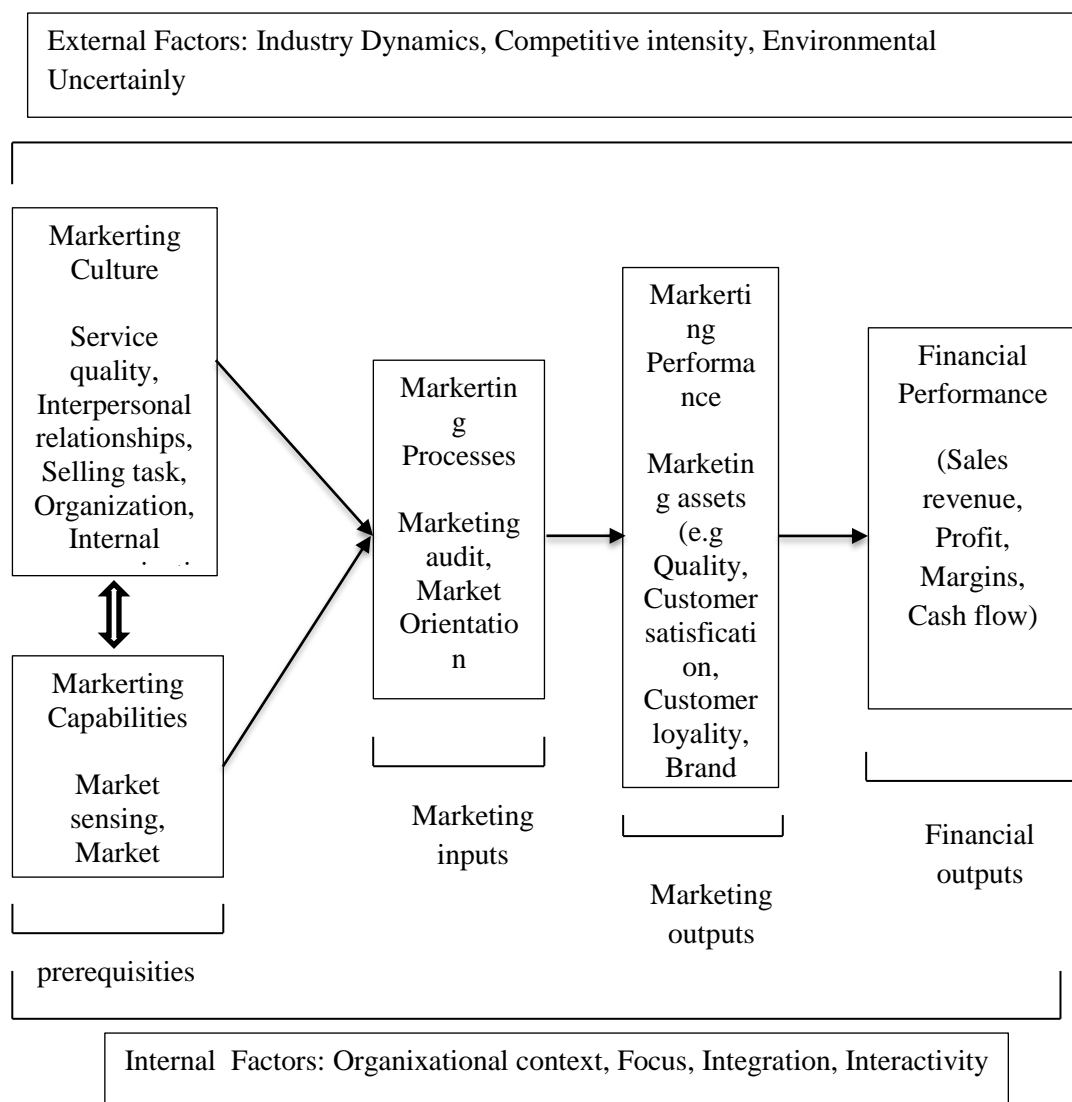 External Factors: Industry Dynamics, Competitive intensity, Environmental
Uncertainly
Markerting
Culture
Service
quality,
Interpersonal
relationships,
Selling task,
Organization,
Internal
Markerting
Capabilities
Market
sensing,
Market
prerequisities
Markertin
g
Processes
Marketing
audit,
Market
Orientatio
n
Marketing
inputs
Markerti
ng
Performa
nce
Marketin
g assets
(e.g
Quality,
Customer
satisficati
on,
Customer
loyality,
Brand
Marketing
outputs
Financial
Performance
(Sales
revenue,
Profit,
Margins,
Cash flow)
Financial
outputs
Internal Factors: Organixational context, Focus, Integration, Interactivity